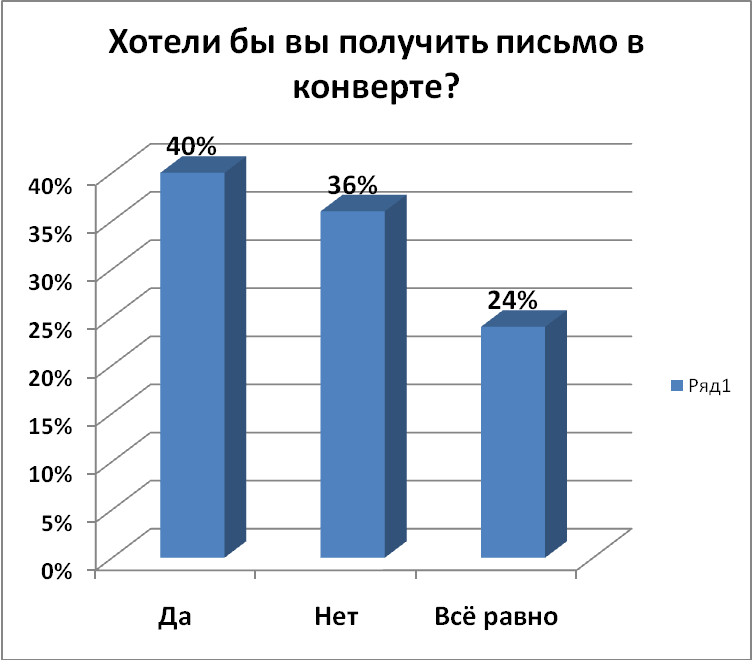 Хотели бы вы получить письмо в
конверте?
40%
36%
24%
40%
35%
30%
25%
20%
15%
10%
5%
0%
Да
Нет
Всё равно
Ряд1